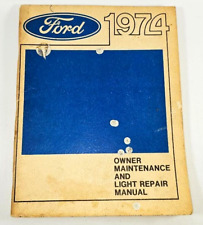 Ford 1974
OWNER
MAINTENANCE
AND
LIGHT REPAIR
MANUAL